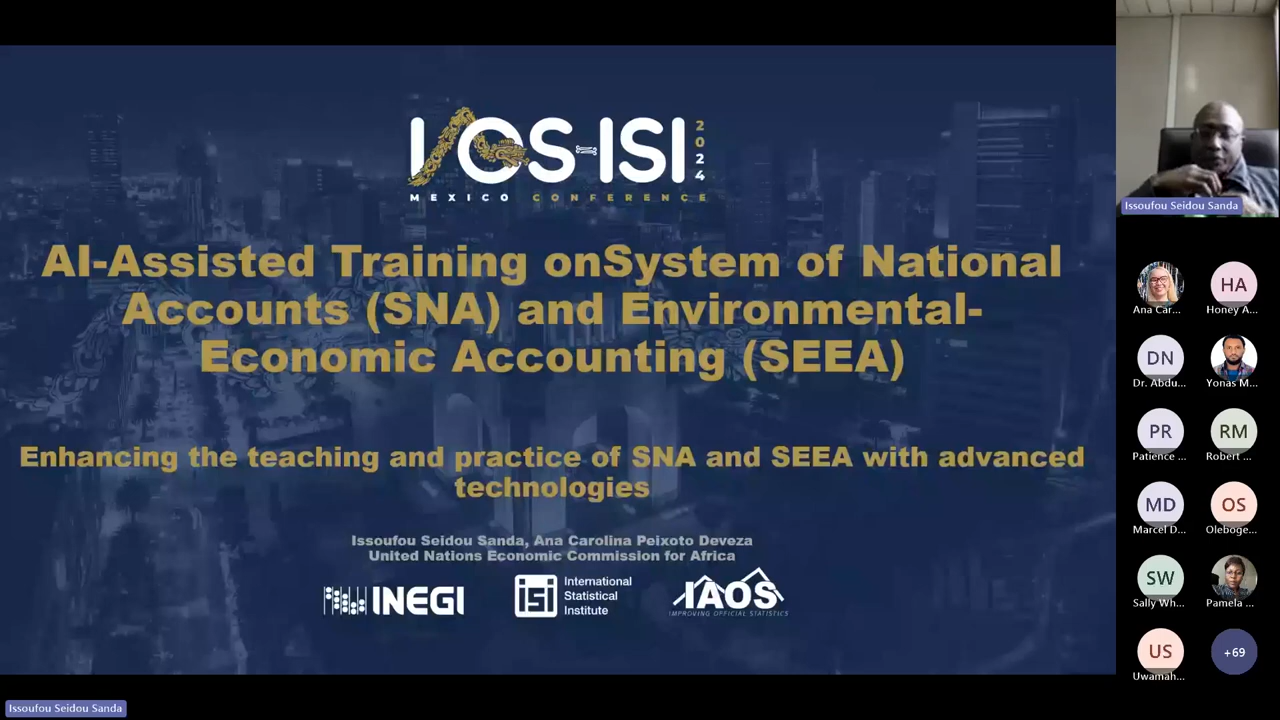 IAOS-ISI
2024
MEXICO CONFERENCE
AI-Assisted Training onSystem of National
Accounts (SNA) and Environmental-
Economic Accounting (SEEA)
Enhancing the teaching and practice of SNA and SEEA with advanced
technologies
Issoufou Seidou Sanda, Ana Carolina Peixoto Deveza
United Nations Economic Commission for Africa
INEGI
isi
International
Statistical
Institute
IAOS
IMPROVING OFFICIAL STATISTICS
Issoufou Seidou Sanda
Issoufou Seidou Sanda
Ana Car...
HA
Honey A...
DN
Dr. Abdu...
Yonas M...
PR
Patience ...
RM
Robert ...
MD
Marcel D...
OS
Oleboge...
SW
Sally Wh...
Pamela ...
US
Uwamah...
+69